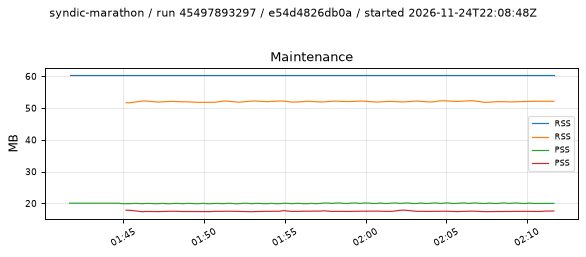 syndic-marathon / run 45497893297 / e54d4826db0a / started 2026-11-24T22:08:48Z
Maintenance
MB
60
50
40
30
20
RSS
RSS
PSS
PSS
01:45
01:50
01:55
02:00
02:05
02:10